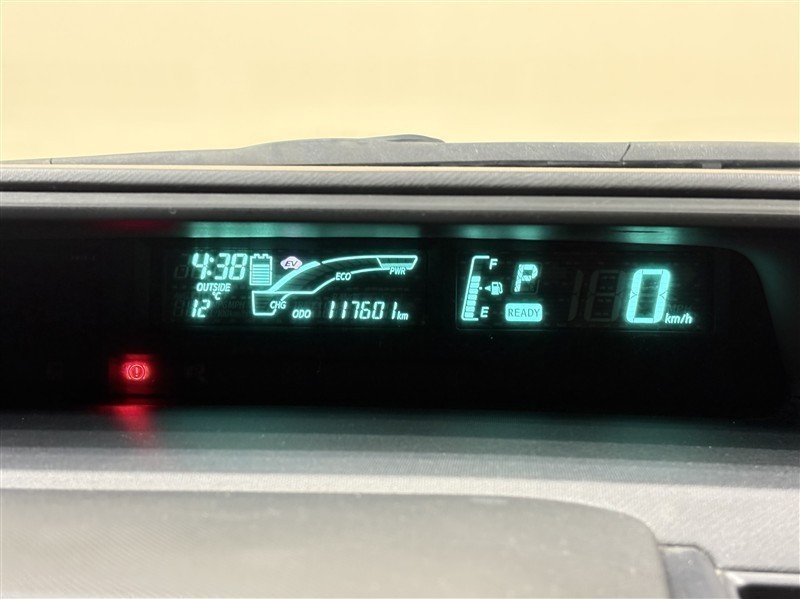 4:38
EV
ECO
PWR
OUTSIDE
12 °C
CHG
ODO 117601 km
F
P
E
READY
0 km/h